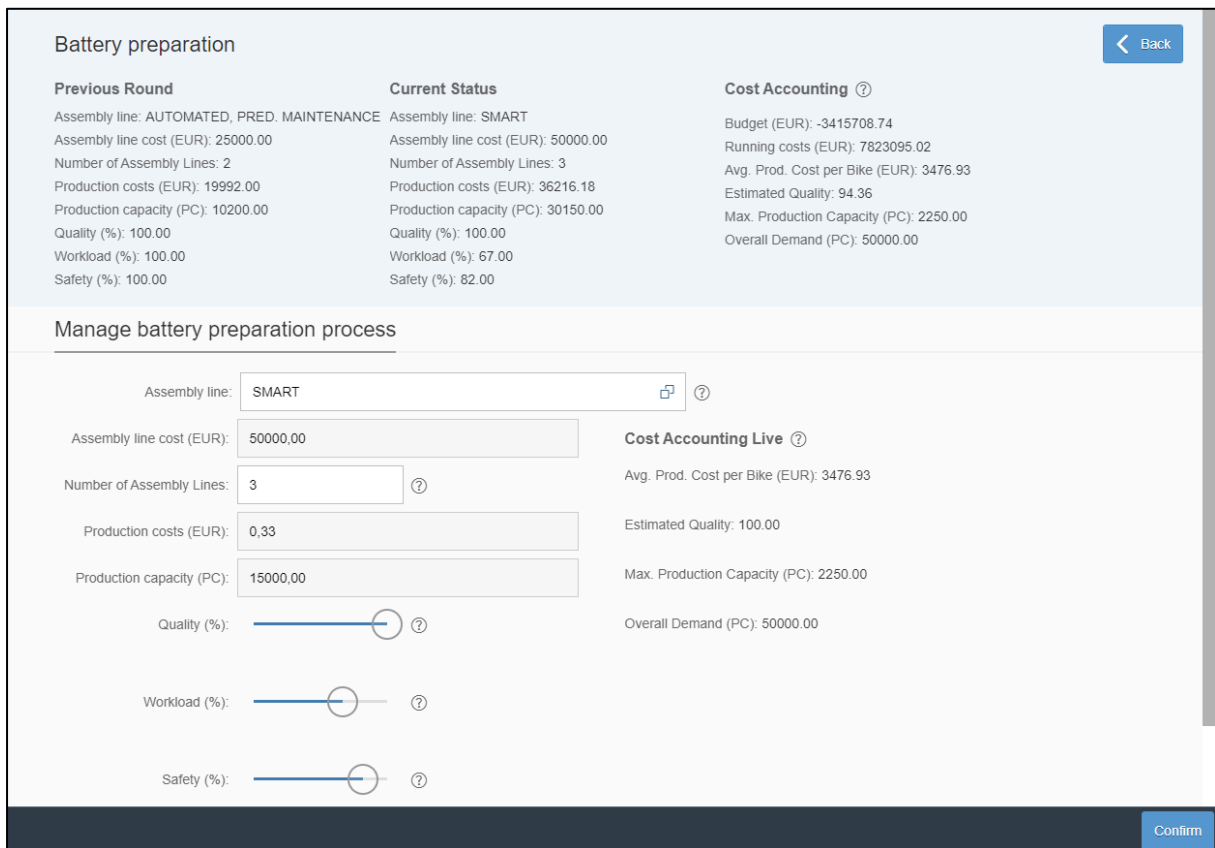 Battery preparation
Back
Previous Round
Assembly line: AUTOMATED, PRED. MAINTENANCE
Assembly line cost (EUR): 25000.00
Number of Assembly Lines: 2
Production costs (EUR): 19992.00
Production capacity (PC): 10200.00
Quality (%): 100.00
Workload (%): 100.00
Safety (%): 100.00
Current Status
Assembly line: SMART
Assembly line cost (EUR): 50000.00
Number of Assembly Lines: 3
Production costs (EUR): 36216.18
Production capacity (PC): 30150.00
Quality (%): 100.00
Workload (%): 67.00
Safety (%): 82.00
Cost Accounting ?
Budget (EUR): -3415708.74
Running costs (EUR): 7823095.02
Avg. Prod. Cost per Bike (EUR): 3476.93
Estimated Quality: 94.36
Max. Production Capacity (PC): 2250.00
Overall Demand (PC): 50000.00
Manage battery preparation process
Assembly line: SMART ?
Assembly line cost (EUR): 50000,00
Number of Assembly Lines: 3 ?
Production costs (EUR): 0,33
Production capacity (PC): 15000,00
Quality (%): ?
Workload (%): ?
Safety (%): ?
Cost Accounting Live ?
Avg. Prod. Cost per Bike (EUR): 3476.93
Estimated Quality: 100.00
Max. Production Capacity (PC): 2250.00
Overall Demand (PC): 50000.00
Confirm